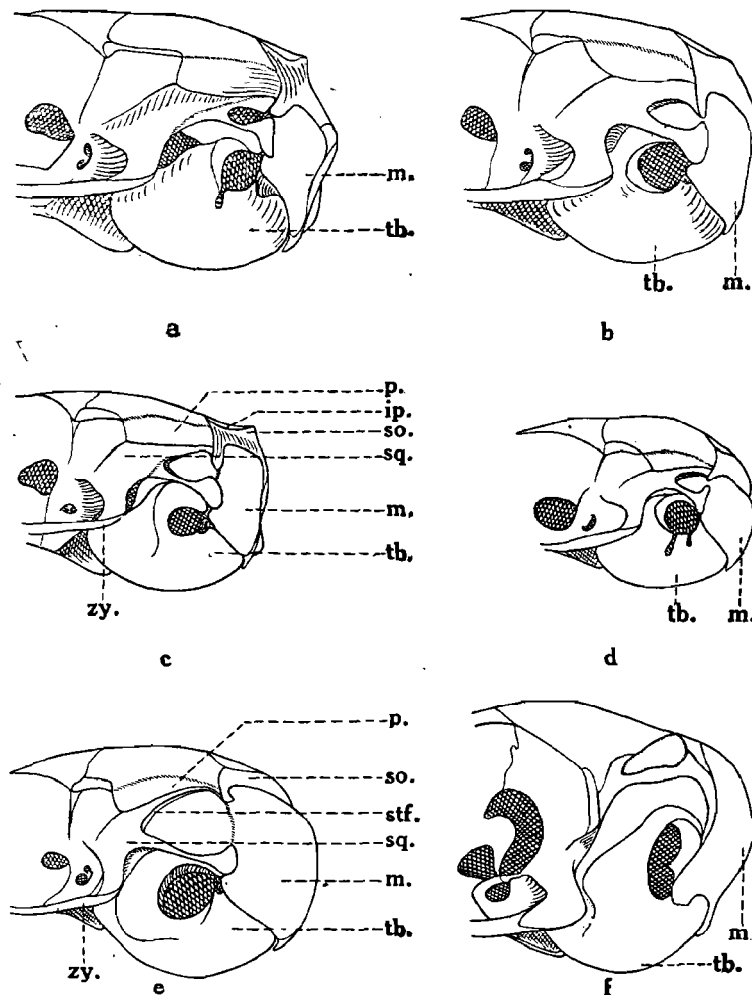 m.
tb.
a
tb.
m.
b
p.
ip.
so.
sq.
m.
tb.
zy.
c
tb.
m.
d
p.
so.
stf.
sq.
m.
tb.
zy.
e
m.
tb.
f